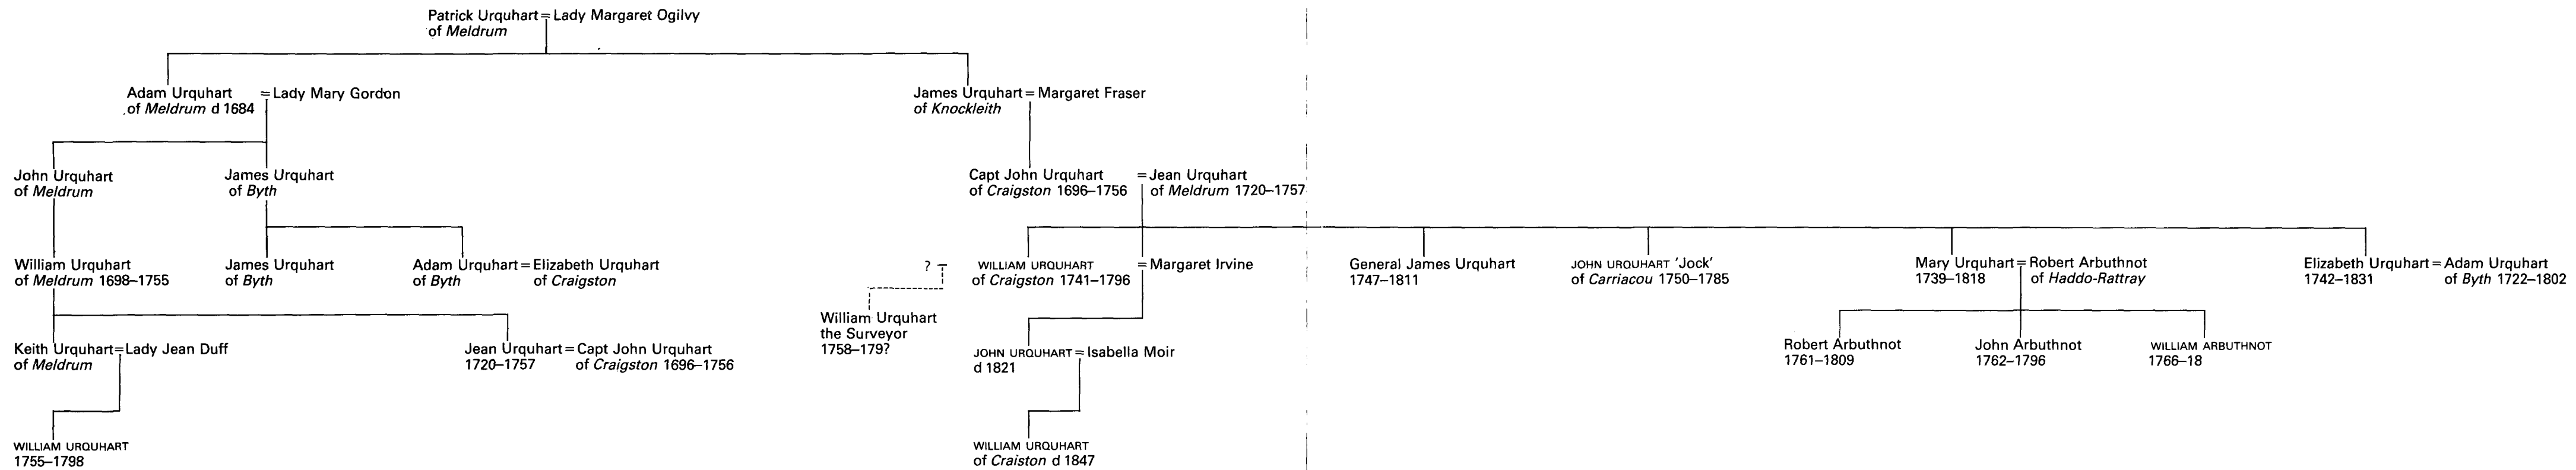 Patrick Urquhart = Lady Margaret Ogilvy
of Meldrum
Adam Urquhart = Lady Mary Gordon
of Meldrum d 1684
James Urquhart = Margaret Fraser
of Knockleith
John Urquhart
of Meldrum
James Urquhart
of Byth
Capt John Urquhart = Jean Urquhart
of Craigston 1696–1756 of Meldrum 1720–1757
William Urquhart
of Meldrum 1698–1755
James Urquhart
of Byth
Adam Urquhart = Elizabeth Urquhart
of Byth of Craigston
?
WILLIAM URQUHART = Margaret Irvine
of Craigston 1741–1796
General James Urquhart
1747–1811
JOHN URQUHART 'Jock'
of Carriacou 1750–1785
Mary Urquhart = Robert Arbuthnot
1739–1818 of Haddo-Rattray
Elizabeth Urquhart = Adam Urquhart
1742–1831 of Byth 1722–1802
William Urquhart
the Surveyor
1758–179?
Keith Urquhart = Lady Jean Duff
of Meldrum
Jean Urquhart = Capt John Urquhart
1720–1757 of Craigston 1696–1756
JOHN URQUHART = Isabella Moir
d 1821
Robert Arbuthnot
1761–1809
John Arbuthnot
1762–1796
WILLIAM ARBUTHNOT
1766–18
WILLIAM URQUHART
1755–1798
WILLIAM URQUHART
of Craiston d 1847